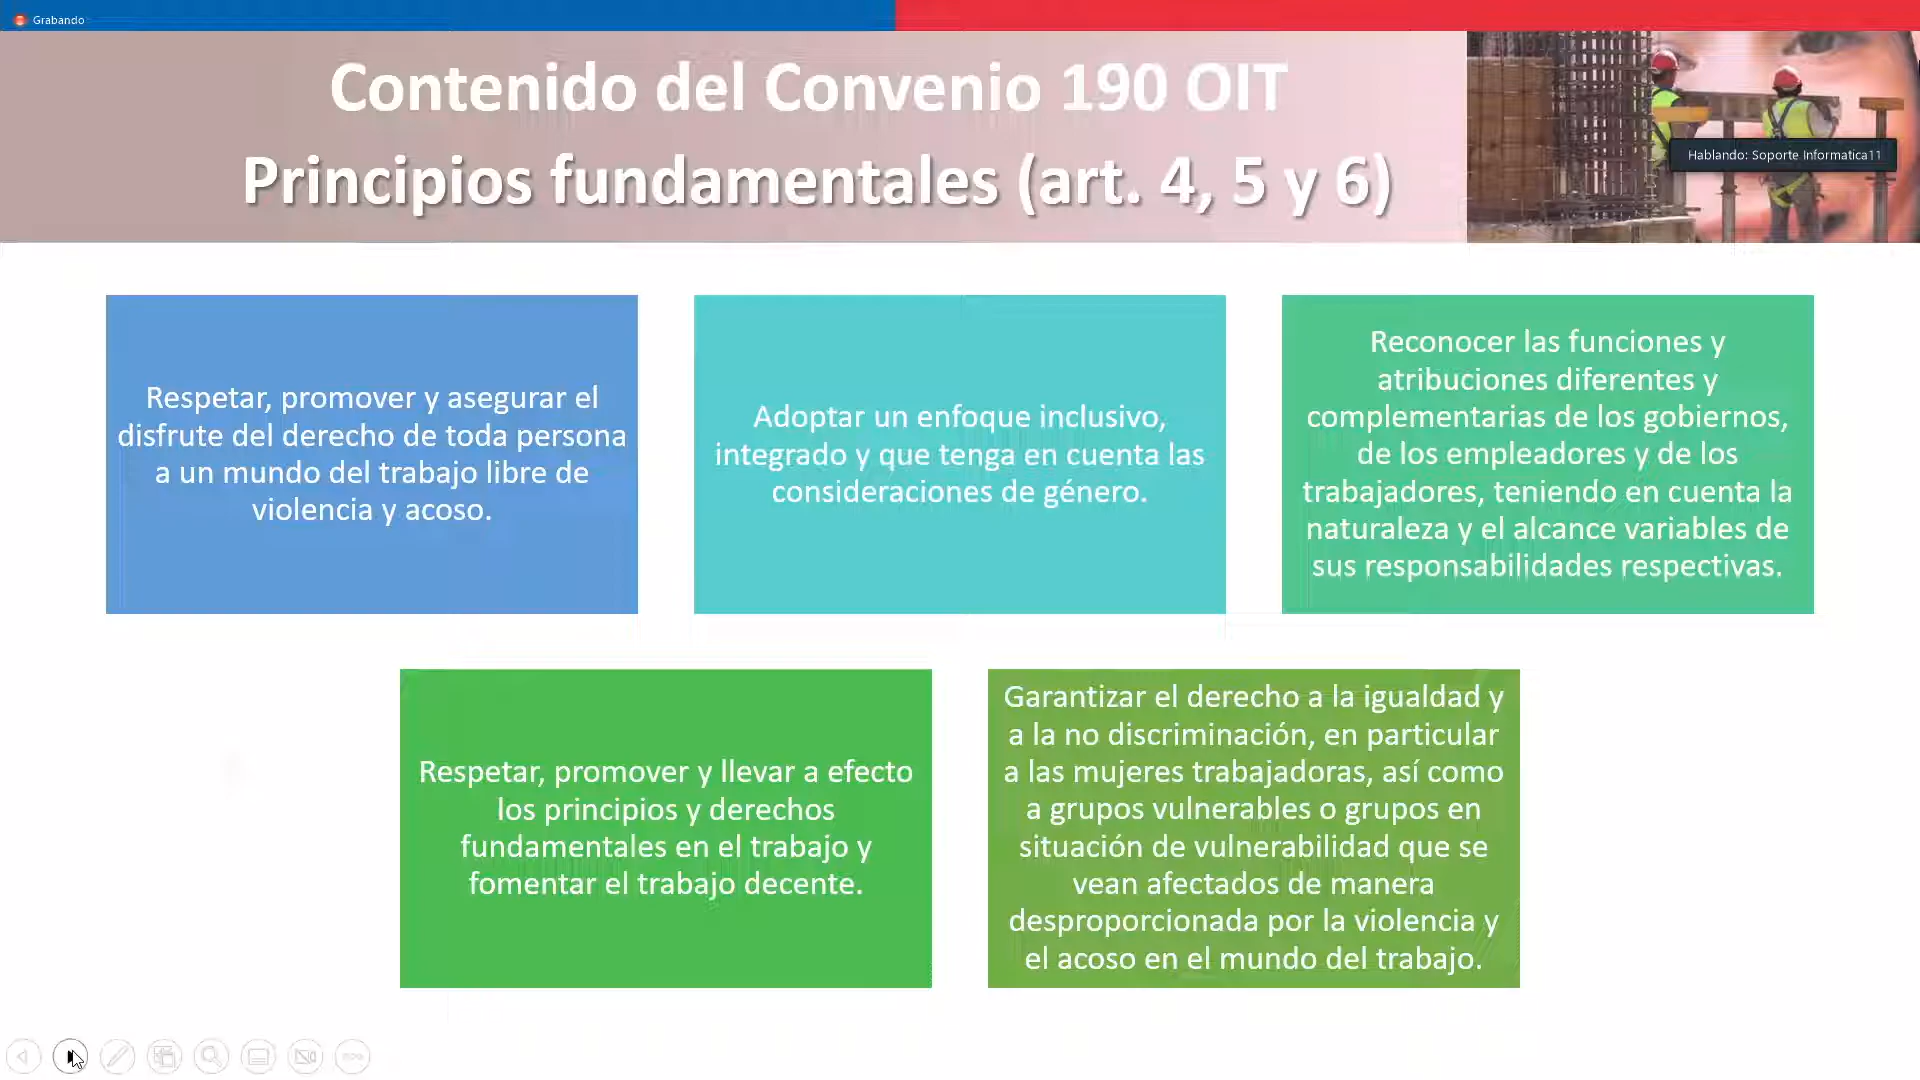 Grabando
Contenido del Convenio 190 OIT
Principios fundamentales (art. 4, 5 y 6)
Hablando: Soporte Informatica11
Respetar, promover y asegurar el
disfrute del derecho de toda persona
a un mundo del trabajo libre de
violencia y acoso.
Adoptar un enfoque inclusivo,
integrado y que tenga en cuenta las
consideraciones de género.
Reconocer las funciones y
atribuciones diferentes y
complementarias de los gobiernos,
de los empleadores y de los
trabajadores, teniendo en cuenta la
naturaleza y el alcance variables de
sus responsabilidades respectivas.
Respetar, promover y llevar a efecto
los principios y derechos
fundamentales en el trabajo y
fomentar el trabajo decente.
Garantizar el derecho a la igualdad y
a la no discriminación, en particular
a las mujeres trabajadoras, así como
a grupos vulnerables o grupos en
situación de vulnerabilidad que se
vean afectados de manera
desproporcionada por la violencia y
el acoso en el mundo del trabajo.